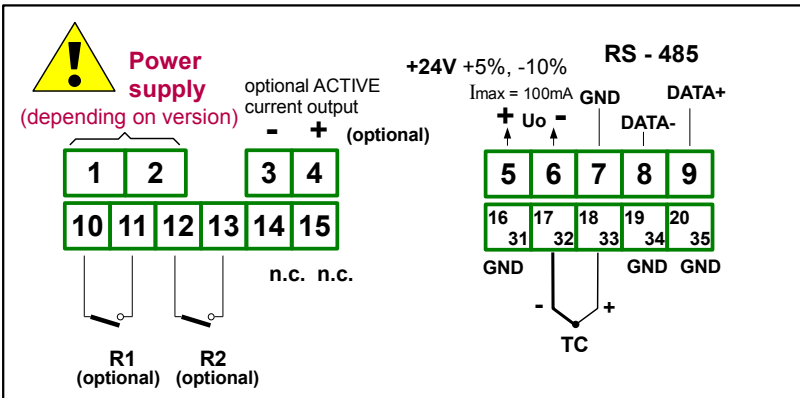 !
Power
supply
(depending on version)
optional ACTIVE
current output
- + (optional)
1 2 3 4
10 11 12 13 14 15
n.c. n.c.
R1
(optional)
R2
(optional)
+24V +5%, -10%
Imax = 100mA
+ Uo -
RS - 485
GND
DATA-
DATA+
5 6 7 8 9
16 17 18 19 20
31 32 33 34 35
GND GND GND
- +
TC